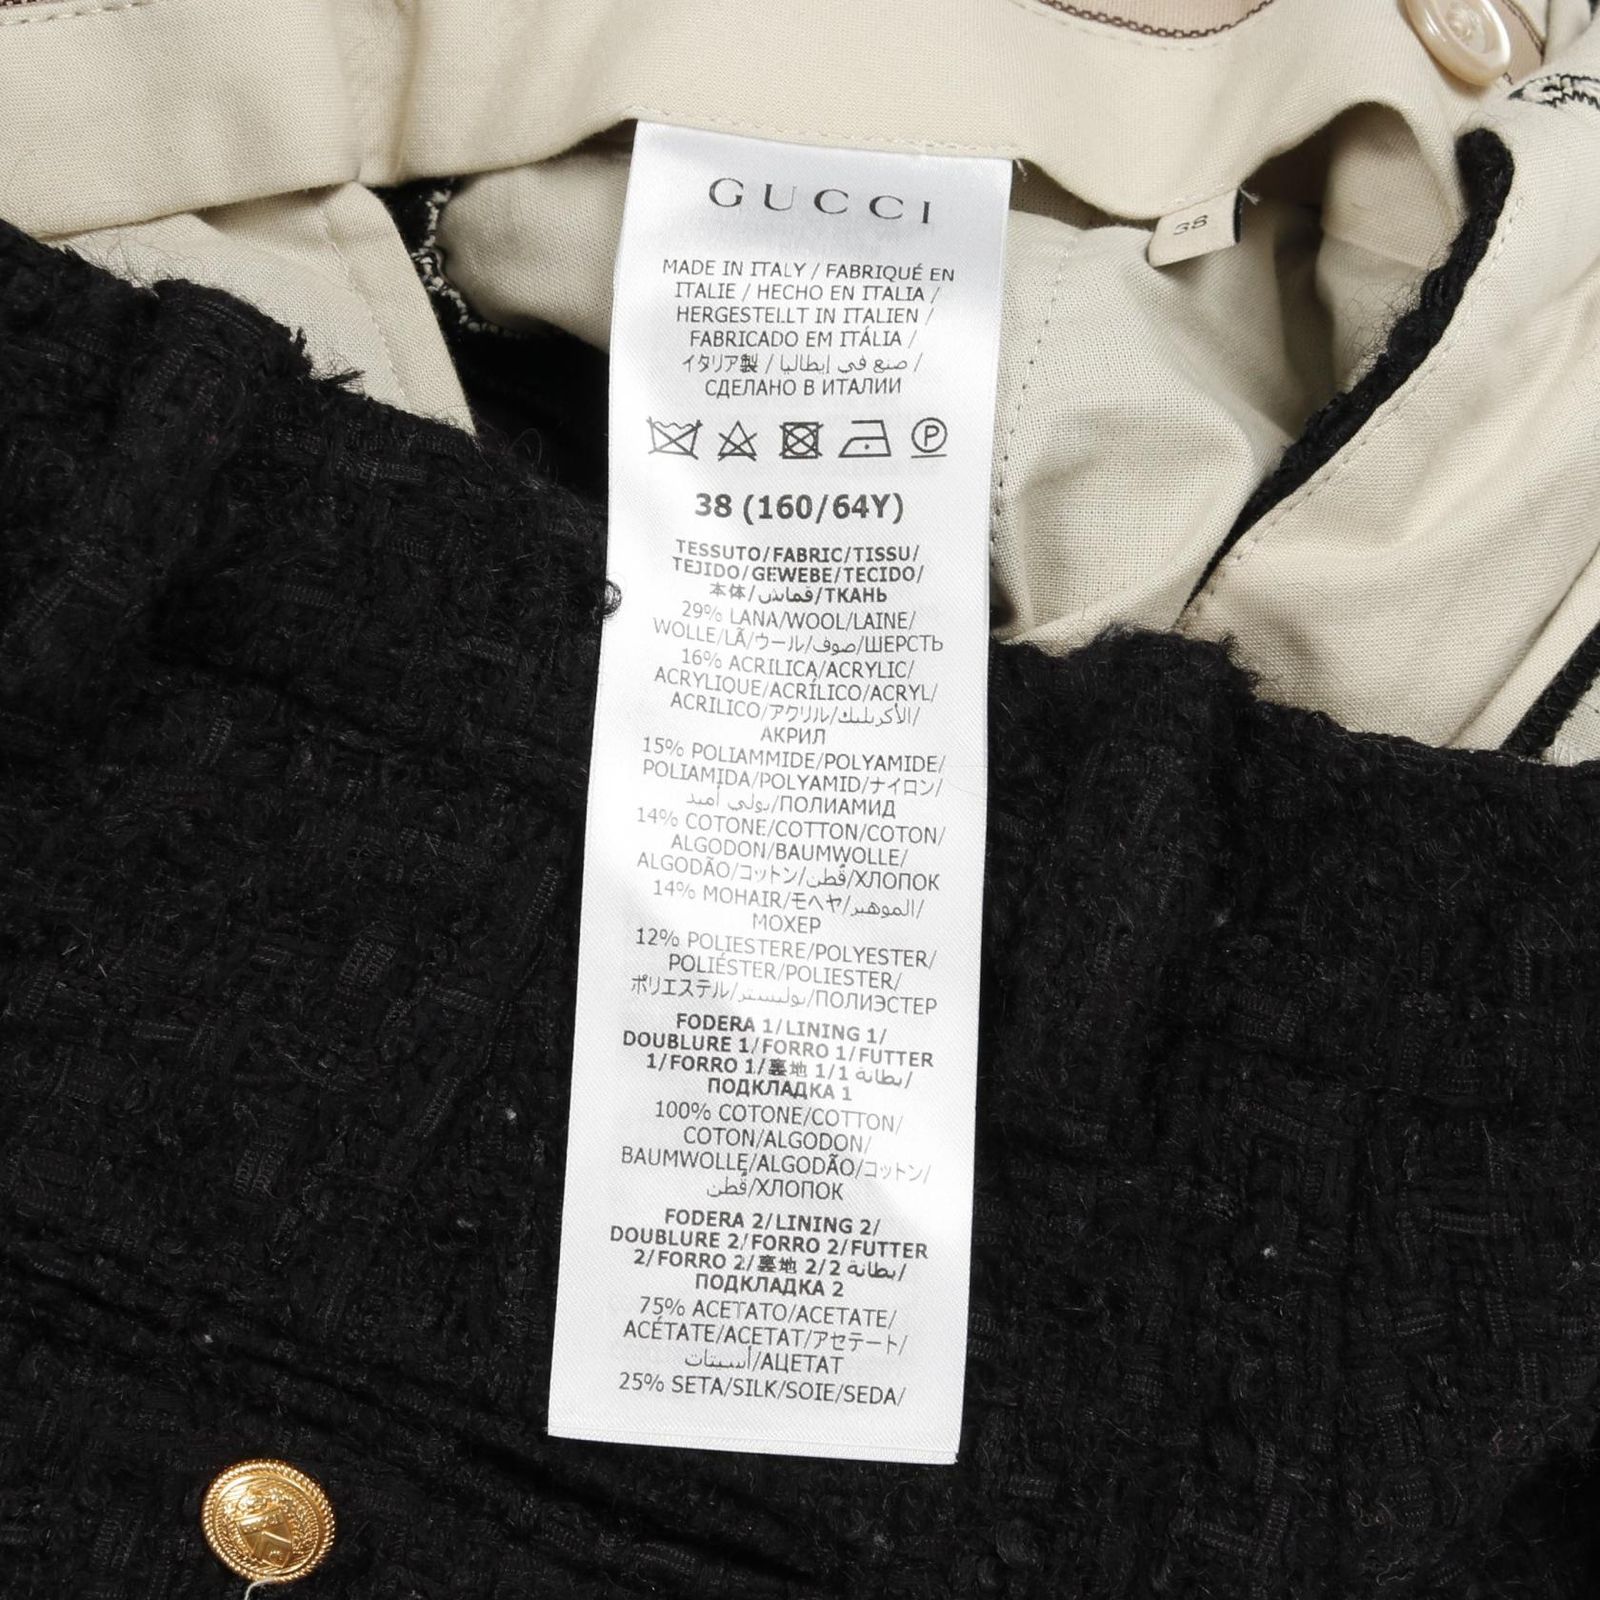 GUCCI
38
MADE IN ITALY / FABRIQUÉ EN
ITALIE / HECHO EN ITALIA /
HERGESTELLT IN ITALIEN /
FABRICADO EM ITÁLIA /
イタリア製 / صنع في إيطاليا /
СДЕЛАНО В ИТАЛИИ
P
38 (160/64Y)
TESSUTO/FABRIC/TISSU/
TEJIDO/GEWEBE/TECIDO/
本体/قماش/ТКАНЬ
29% LANA/WOOL/LAINE/
WOLLE/LÃ/ウール/صوف/ШЕРСТЬ
16% ACRILICA/ACRYLIC/
ACRYLIQUE/ACRÍLICO/ACRYL/
ACRILICO/アクリル/الأكريليك/
АКРИЛ
15% POLIAMMIDE/POLYAMIDE/
POLIAMIDA/POLYAMID/ナイロン/
بولي أميد/ПОЛИАМИД
14% COTONE/COTTON/COTON/
ALGODON/BAUMWOLLE/
ALGODÃO/コットン/قطن/ХЛОПОК
14% MOHAIR/モヘヤ/الموهير/
МОХЕР
12% POLIESTERE/POLYESTER/
POLIÉSTER/POLIESTER/
ポリエステル/بوليستر/ПОЛИЭСТЕР
FODERA 1/LINING 1/
DOUBLURE 1/FORRO 1/FUTTER
1/FORRO 1/裏地 1/1 بطانة/
ПОДКЛАДКА 1
100% COTONE/COTTON/
COTON/ALGODON/
BAUMWOLLE/ALGODÃO/コットン/
قطن/ХЛОПОК
FODERA 2/LINING 2/
DOUBLURE 2/FORRO 2/FUTTER
2/FORRO 2/裏地 2/2 بطانة/
ПОДКЛАДКА 2
75% ACETATO/ACETATE/
ACÉTATE/ACETAT/アセテート/
أسيتات/АЦЕТАТ
25% SETA/SILK/SOIE/SEDA/